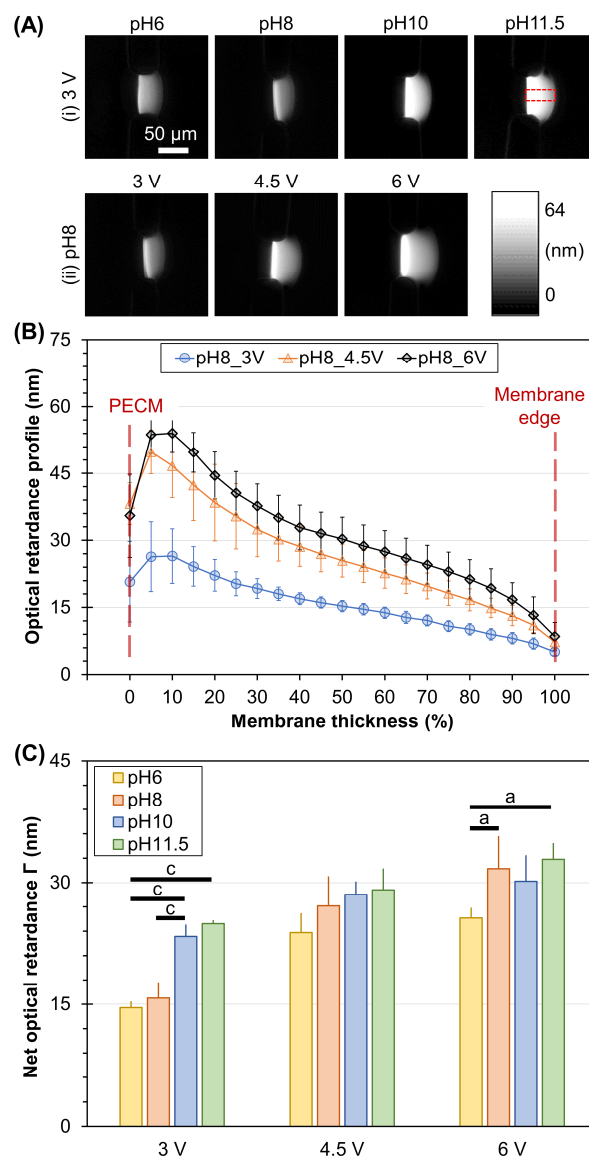 (A)
pH6 pH8 pH10 pH11.5
(i) 3 V
50 µm
3 V 4.5 V 6 V
(ii) pH8
64
(nm)
0
(B)
75
60
45
30
15
0
Optical retardance profile (nm)
pH8_3V pH8_4.5V pH8_6V
PECM
Membrane
edge
0 10 20 30 40 50 60 70 80 90 100
Membrane thickness (%)
(C)
45
30
15
0
Net optical retardance Γ (nm)
pH6
pH8
pH10
pH11.5
c
c
c
a
a
3 V 4.5 V 6 V